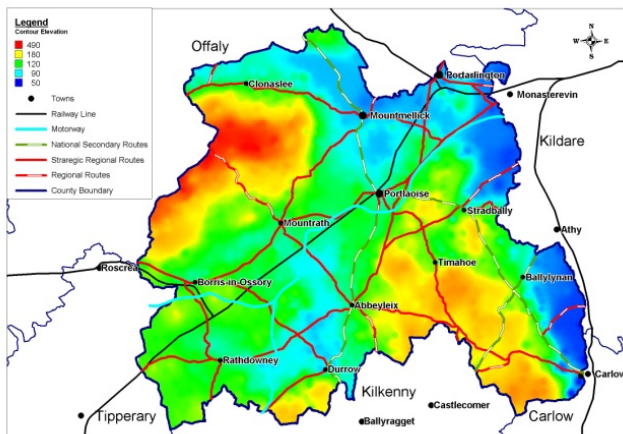 Legend
Contour Elevation
490
180
120
90
50
Towns
Railway Line
Motorway
National Secondary Routes
Straregic Regional Routes
Regional Routes
County Boundary
N
W E
S
Offaly
Clonaslee
Portarlington
Monasterevin
Mountmellick
Kildare
Portlaoise
Stradbally
Mountrath
Athy
Timahoe
Roscrea
Borris-in-Ossory
Ballylynan
Abbeyleix
Rathdowney
Durrow
Carlow
Kilkenny
Castlecomer
Tipperary
Ballyragget
Carlow